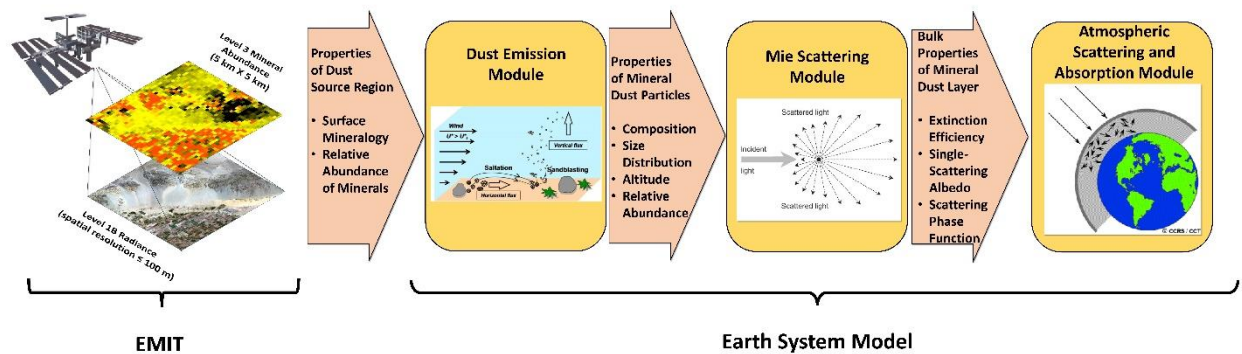 Level 3 Mineral
Abundance
(5 km X 5 km)
Level 1B Radiance
(spatial resolution ≤ 100 m)
EMIT
Properties
of Dust
Source Region
• Surface
Mineralogy
• Relative
Abundance
of Minerals
Dust Emission
Module
Wind
U* > U*t
Vertical flux
Saltation
Sandblasting
Horizontal flux
Properties
of Mineral
Dust Particles
• Composition
• Size
Distribution
• Altitude
• Relative
Abundance
Mie Scattering
Module
Scattered light
Incident
light
Scattered light
Bulk
Properties
of Mineral
Dust Layer
• Extinction
Efficiency
• Single-
Scattering
Albedo
• Scattering
Phase
Function
Atmospheric
Scattering and
Absorption Module
© CCRS / CCT
Earth System Model